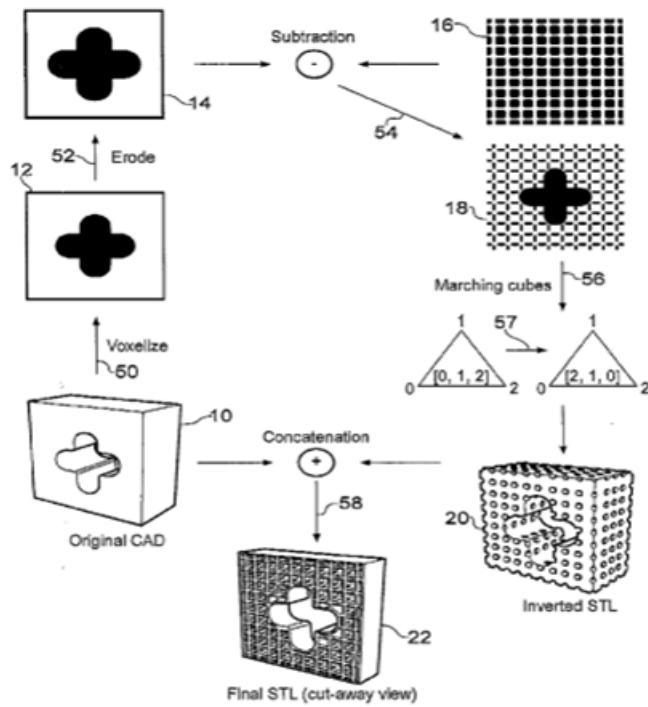 Subtraction
16
-
14
54
52
Erode
12
18
Marching cubes
56
Voxelize
50
1
57
1
[0, 1, 2]
[2, 1, 0]
0
2
0
2
10
Concatenation
+
58
20
Original CAD
Inverted STL
22
Final STL (cut-away view)